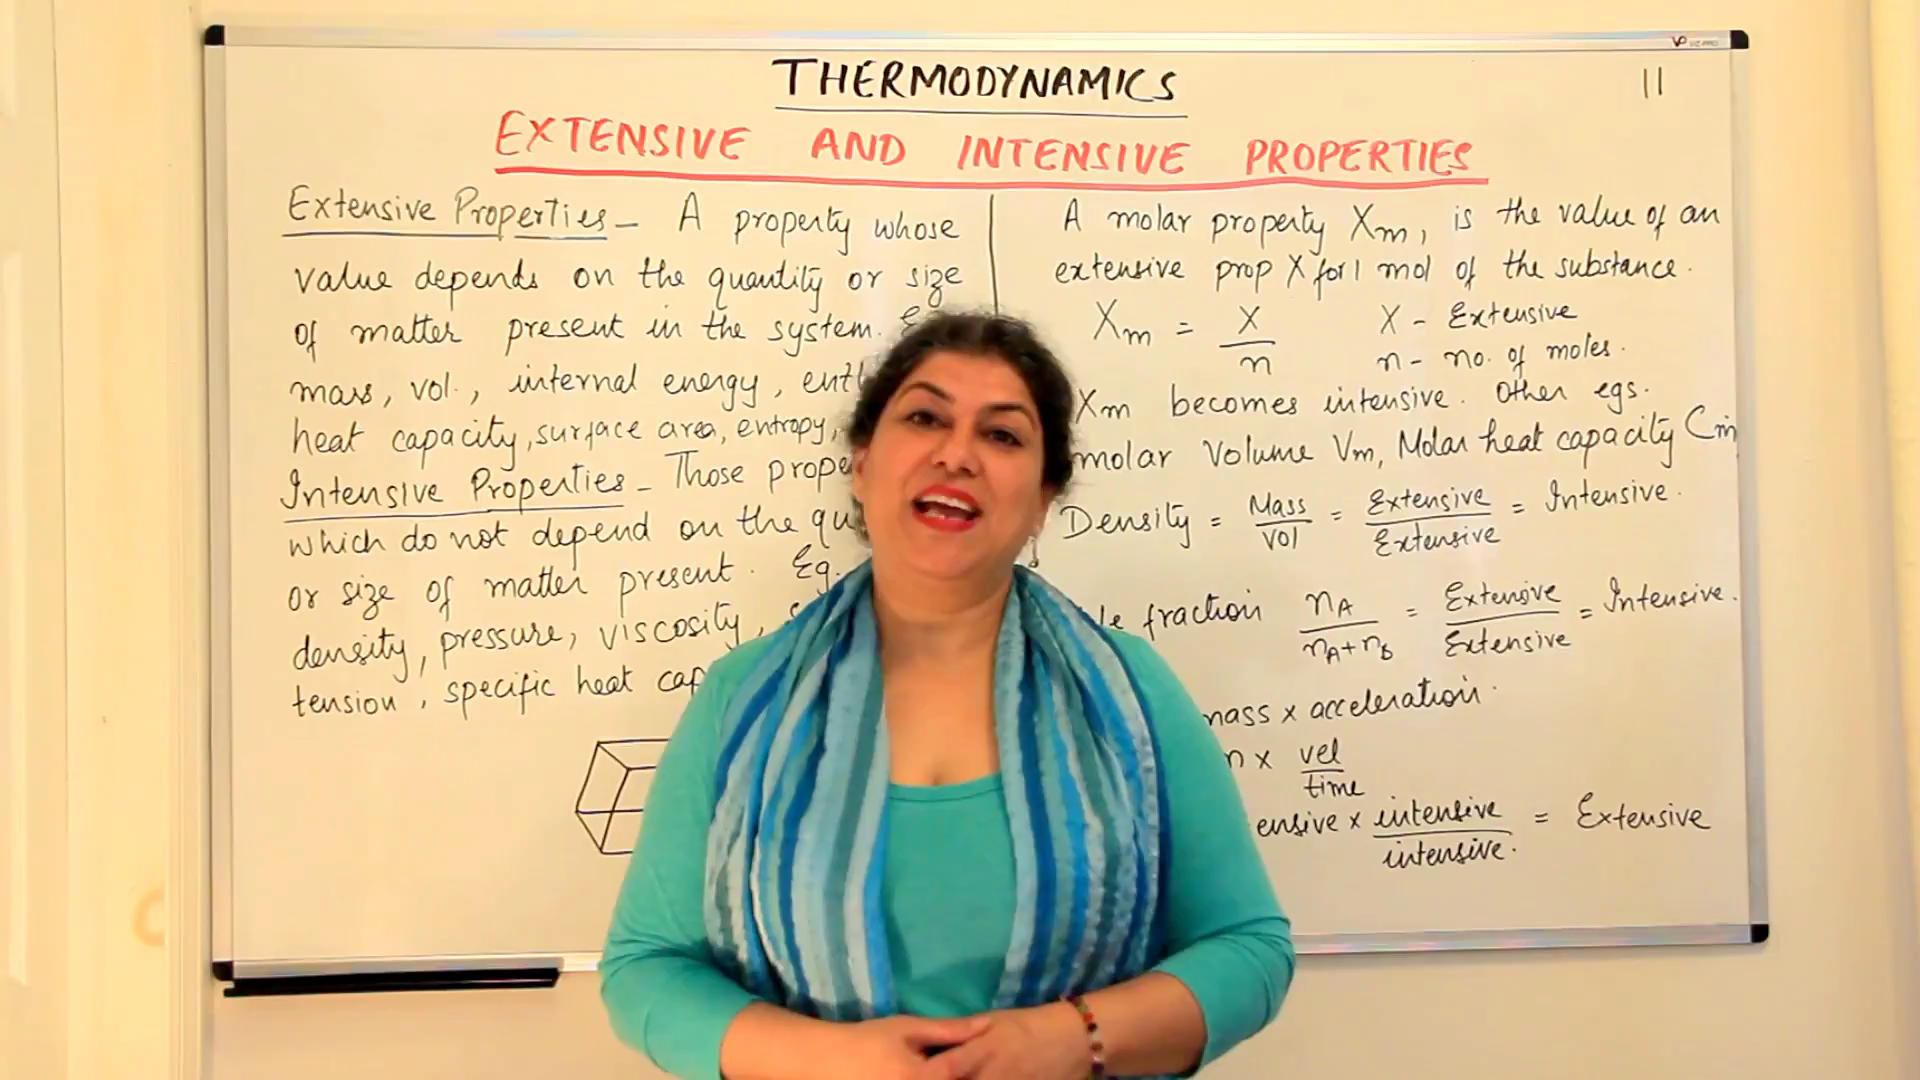 THERMODYNAMICS
11
EXTENSIVE AND INTENSIVE PROPERTIES
Extensive Properties - A property whose
value depends on the quantity or size
of matter present in the system.
mass, vol., internal energy,
heat capacity, surface area, entropy,
Intensive Properties - Those
which do not depend on the
or size of matter present. Eg.
density, pressure, viscosity,
tension, specific heat
A molar property Xm, is the value of an
extensive prop X for 1 mol of the substance.
Xm = X/n X - Extensive
n - no. of moles.
Xm becomes intensive. Other egs.
molar Volume Vm, Molar heat capacity Cm
Density = Mass/vol = Extensive/Extensive = Intensive.
fraction nA/nA+nB = Extensive/Extensive = Intensive.
mass x acceleration.
x vel/time
x intensive/intensive. = Extensive